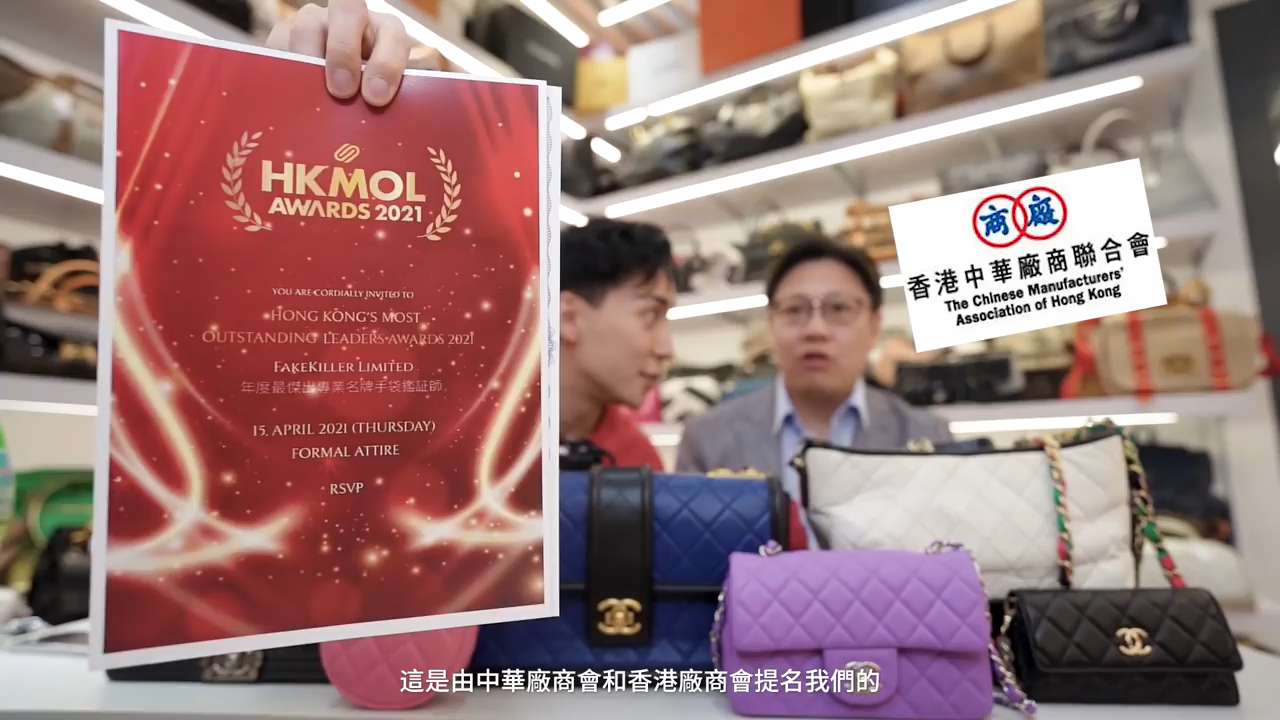 HKMOL
AWARDS 2021
YOU ARE CORDIALLY INVITED TO
HONG KONG'S MOST
OUTSTANDING LEADERS AWARDS 2021
FAKEKILLER LIMITED
年度最傑出專業名牌手袋鑑証師
15, APRIL 2021 (THURSDAY)
FORMAL ATTIRE
RSVP
商廠
香港中華廠商聯合會
The Chinese Manufacturers'
Association of Hong Kong
這是由中華廠商會和香港廠商會提名我們的